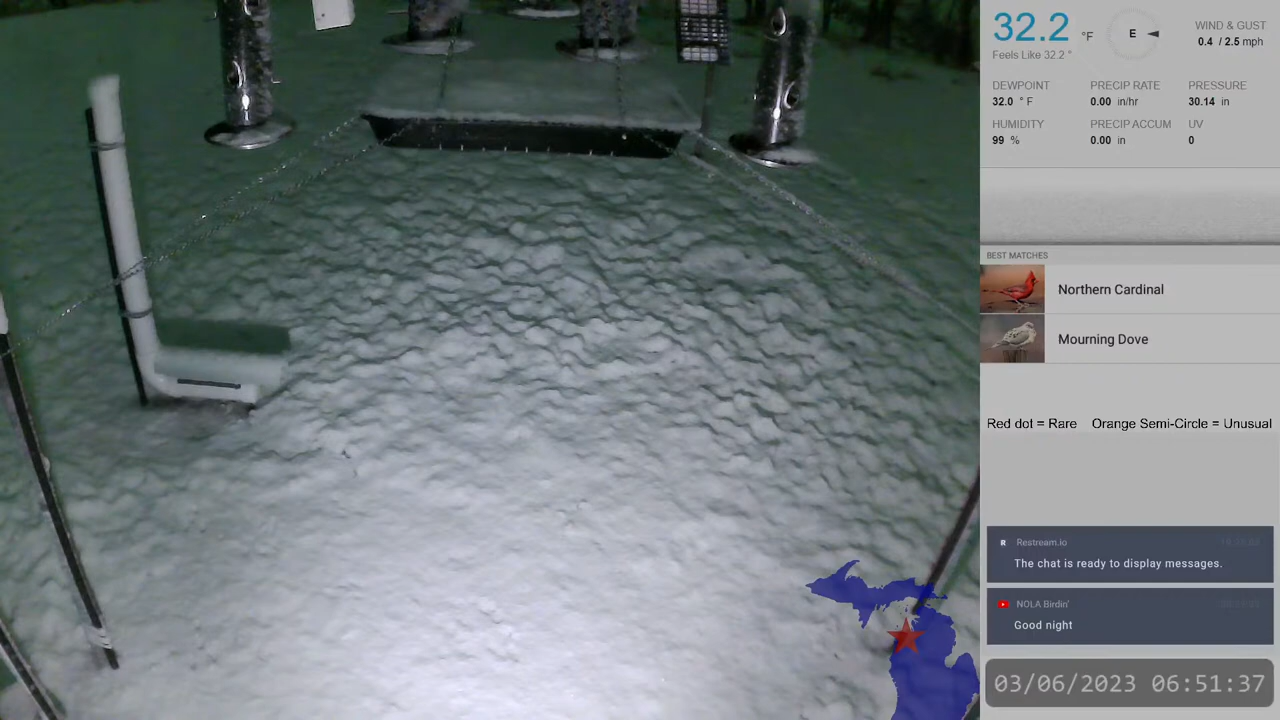 32.2 °F
Feels Like 32.2 °
E
WIND & GUST
0.4 / 2.5 mph
DEWPOINT
32.0 ° F
PRECIP RATE
0.00 in/hr
PRESSURE
30.14 in
HUMIDITY
99 %
PRECIP ACCUM
0.00 in
UV
0
BEST MATCHES
Northern Cardinal
Mourning Dove
Red dot = Rare Orange Semi-Circle = Unusual
R Restream.io
The chat is ready to display messages.
NOLA Birdin'
Good night
03/06/2023 06:51:37